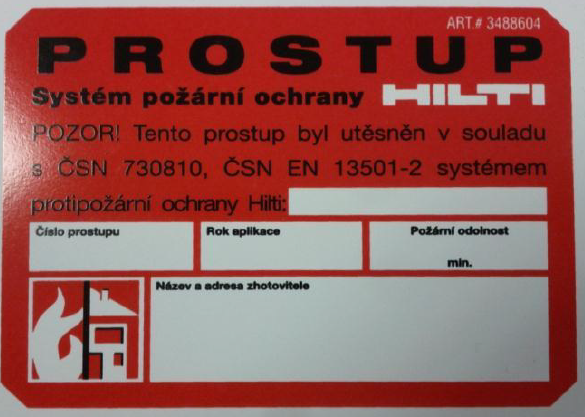 ART.# 3488604
PROSTUP
Systém požární ochrany HILTI
POZOR! Tento prostup byl utěsněn v souladu
s ČSN 730810, ČSN EN 13501-2 systémem
protipožární ochrany Hilti:
Číslo prostupu Rok aplikace Požární odolnost
min.
Název a adresa zhotovitele